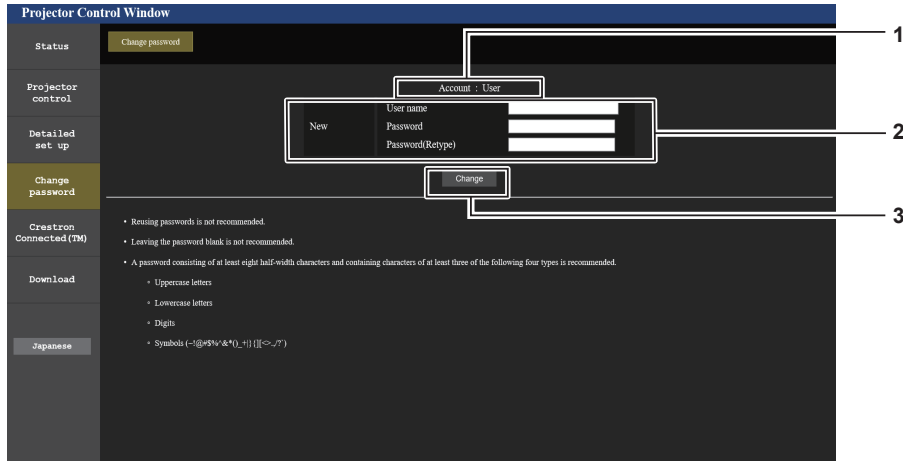 Projector Control Window
Status
Change password
1
Projector
control
Account : User
User name
New
Password
Password(Retype)
2
Detailed
set up
Change
password
Change
3
Crestron
Connected(TM)
• Reusing passwords is not recommended.
• Leaving the password blank is not recommended.
• A password consisting of at least eight half-width characters and containing characters of at least three of the following four types is recommended.
Download
◦ Uppercase letters
◦ Lowercase letters
◦ Digits
Japanese
◦ Symbols (~!@#$%^&*()_+|}{][<>.,/?`)